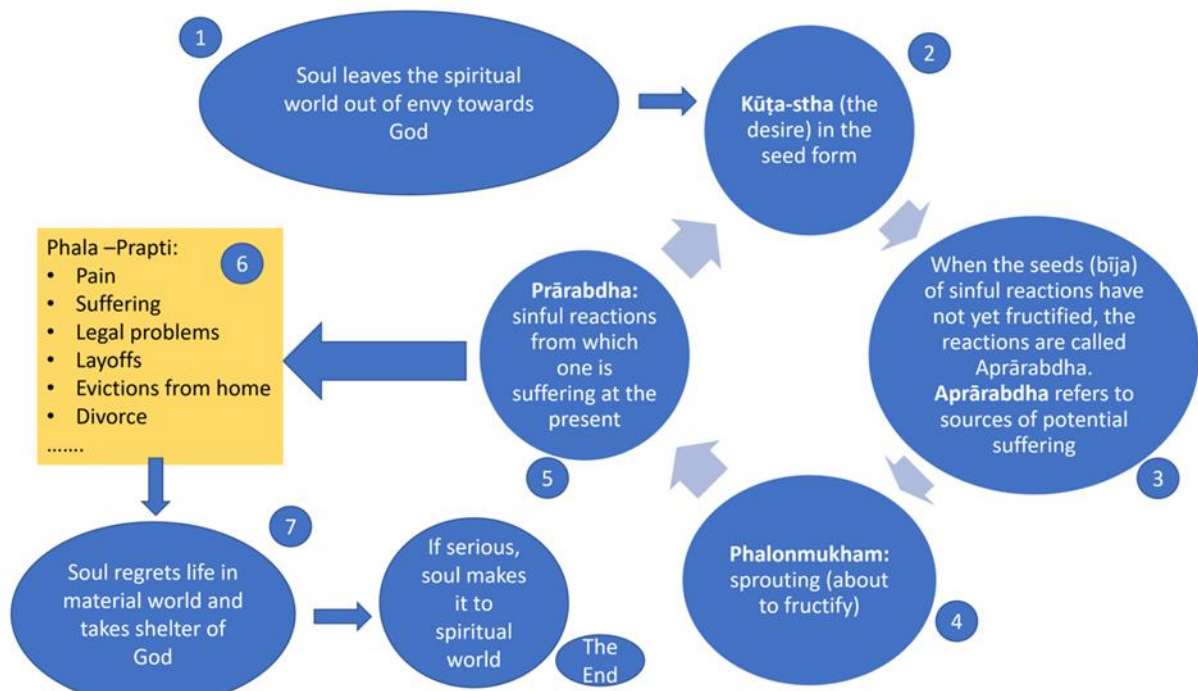 1
Soul leaves the spiritual
world out of envy towards
God
2
Kūṭa-stha (the
desire) in the
seed form
When the seeds (bīja)
of sinful reactions have
not yet fructified, the
reactions are called
Aprārabdha.
Aprārabdha refers to
sources of potential
suffering
3
Phalonmukham:
sprouting (about
to fructify)
4
Prārabdha:
sinful reactions
from which
one is
suffering at the
present
5
Phala –Prapti:
6
• Pain
• Suffering
• Legal problems
• Layoffs
• Evictions from home
• Divorce
…….
7
Soul regrets life in
material world and
takes shelter of
God
If serious,
soul makes
it to
spiritual
world
The
End